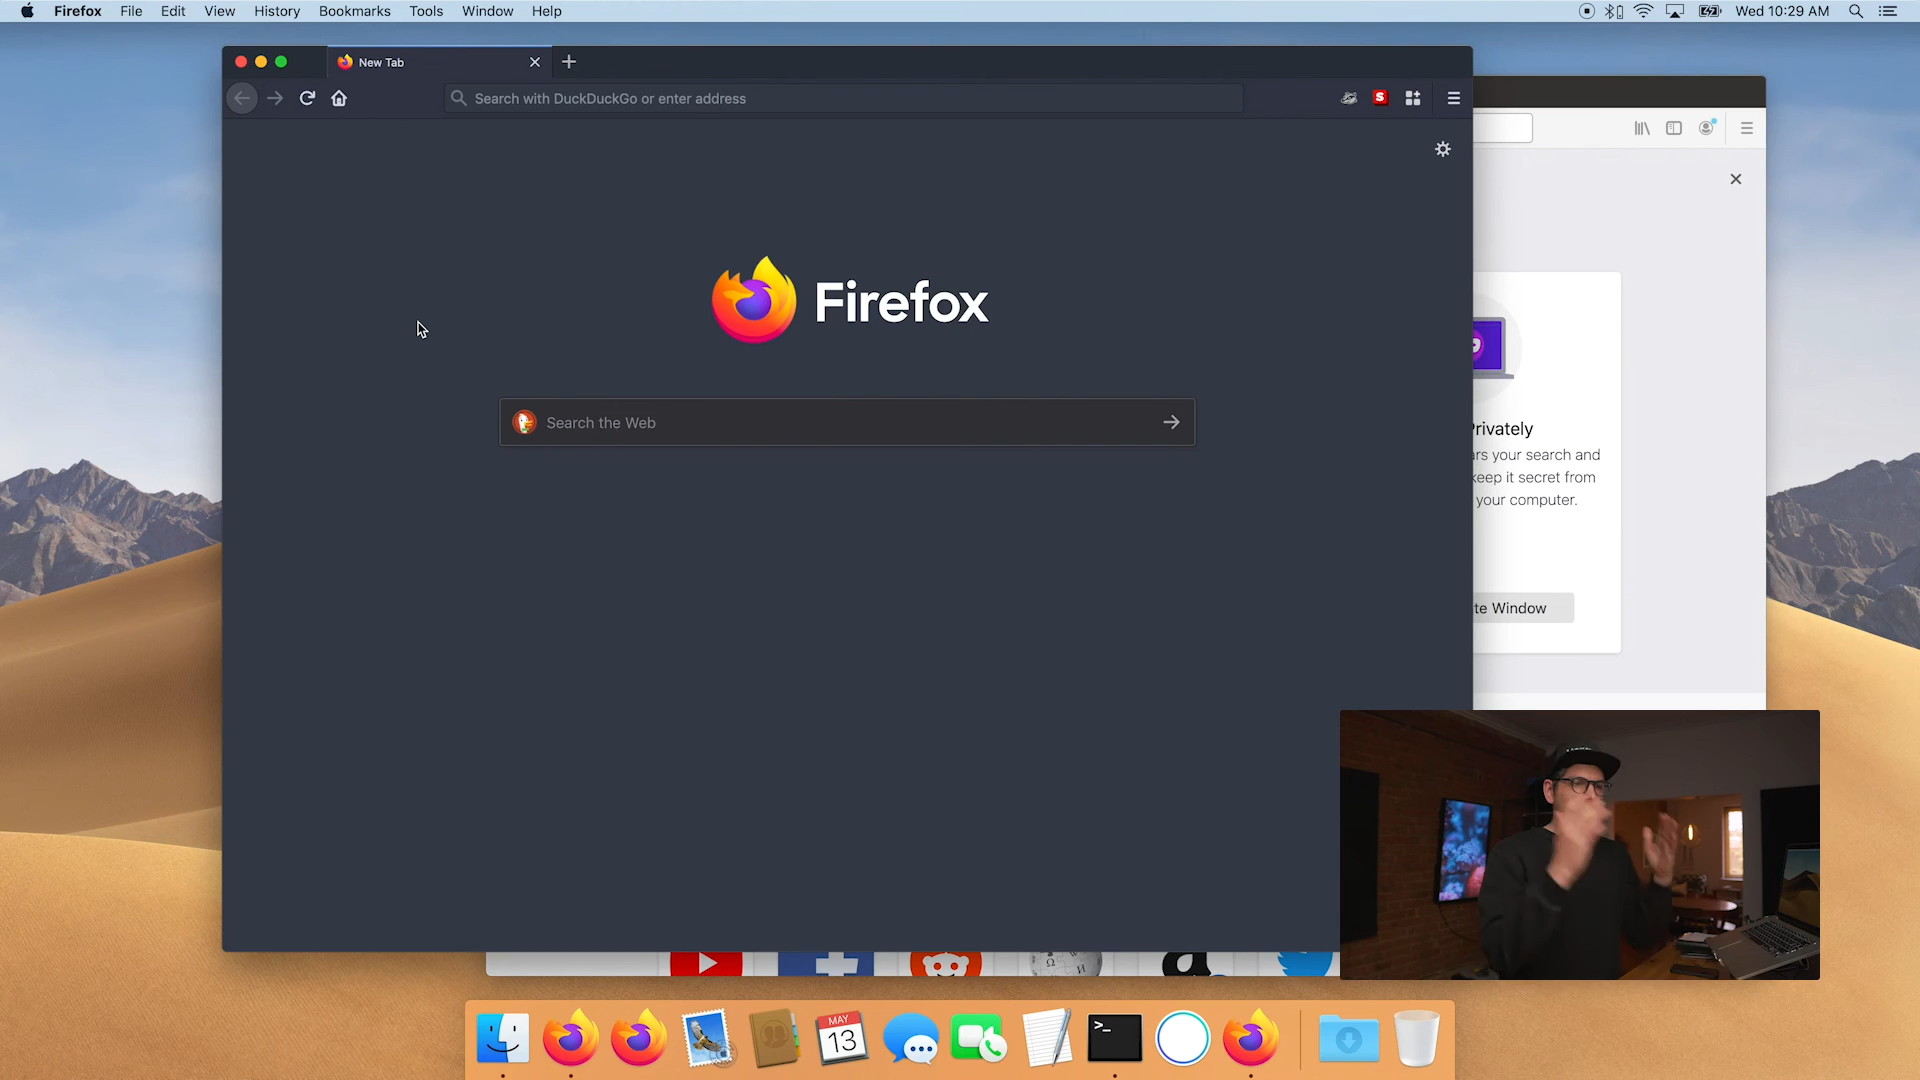 Firefox File Edit View History Bookmarks Tools Window Help
Wed 10:29 AM
New Tab
Search with DuckDuckGo or enter address
S
Firefox
Search the Web
Privately
ars your search and
keep it secret from
your computer.
te Window
MAY
13
>_